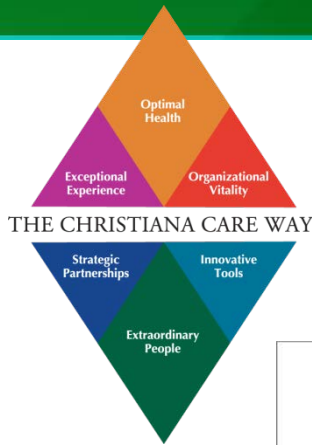 Optimal
Health
Exceptional
Experience
Organizational
Vitality
THE CHRISTIANA CARE WAY
Strategic
Partnerships
Innovative
Tools
Extraordinary
People